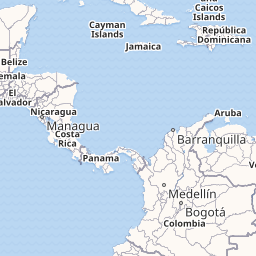 Caicos Islands
Cayman
Islands
República
Dominicana
Jamaica
Belize
El
Salvador
Aruba
Nicaragua
Managua
Costa
Rica
Barranquilla
Panama
Medellín
Bogotá
Colombia